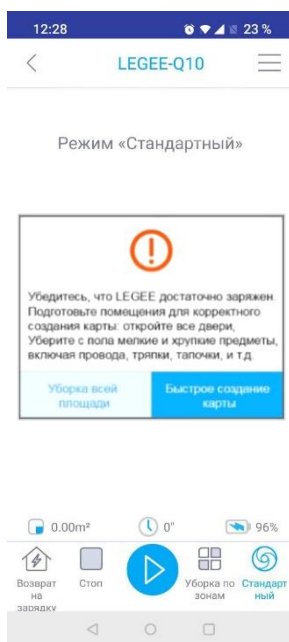 12:28 23 %
LEGEE-Q10
Режим «Стандартный»
Убедитесь, что LEGEE достаточно заряжен.
Подготовьте помещения для корректного
создания карты: откройте все двери,
Уберите с пола мелкие и хрупкие предметы,
включая провода, тряпки, тапочки, и т.д.
Уборка всей
площади
Быстрое создание
карты
0.00m² 0" 96%
Возврат
на
зарядку
Стоп
Уборка по
зонам
Стандарт
ный